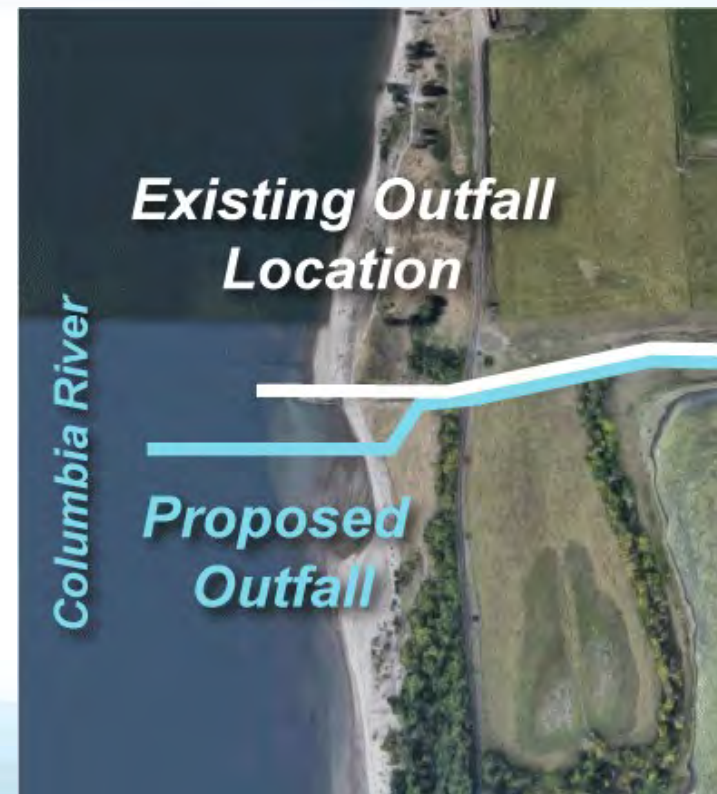 Existing Outfall
Location
Columbia River
Proposed
Outfall